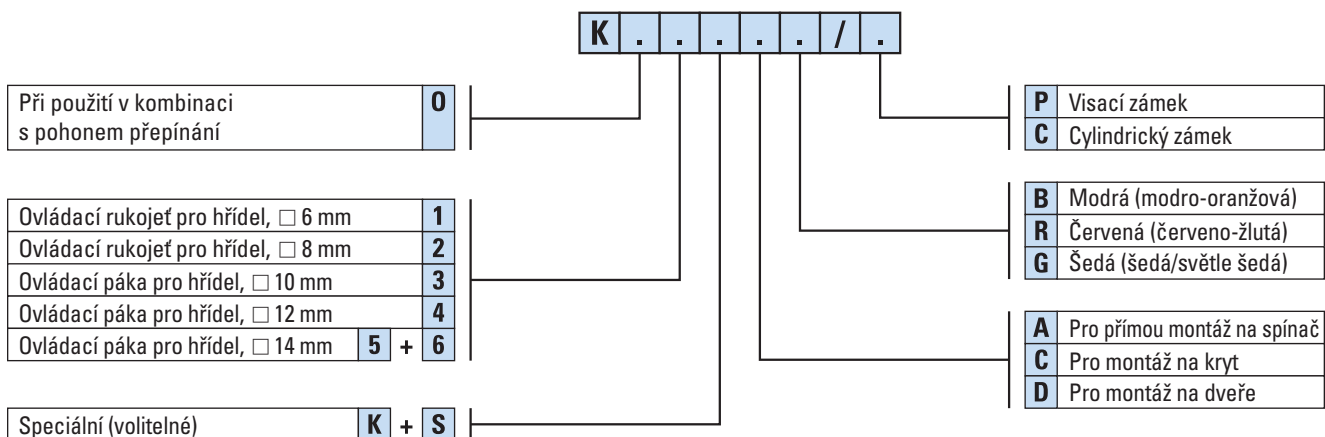 K . . . . . / .
Při použití v kombinaci O
s pohonem přepínání
Ovládací rukojeť pro hřídel, □ 6 mm 1
Ovládací rukojeť pro hřídel, □ 8 mm 2
Ovládací páka pro hřídel, □ 10 mm 3
Ovládací páka pro hřídel, □ 12 mm 4
Ovládací páka pro hřídel, □ 14 mm 5 + 6
Speciální (volitelné) K + S
P Visací zámek
C Cylindrický zámek
B Modrá (modro-oranžová)
R Červená (červeno-žlutá)
G Šedá (šedá/světle šedá)
A Pro přímou montáž na spínač
C Pro montáž na kryt
D Pro montáž na dveře